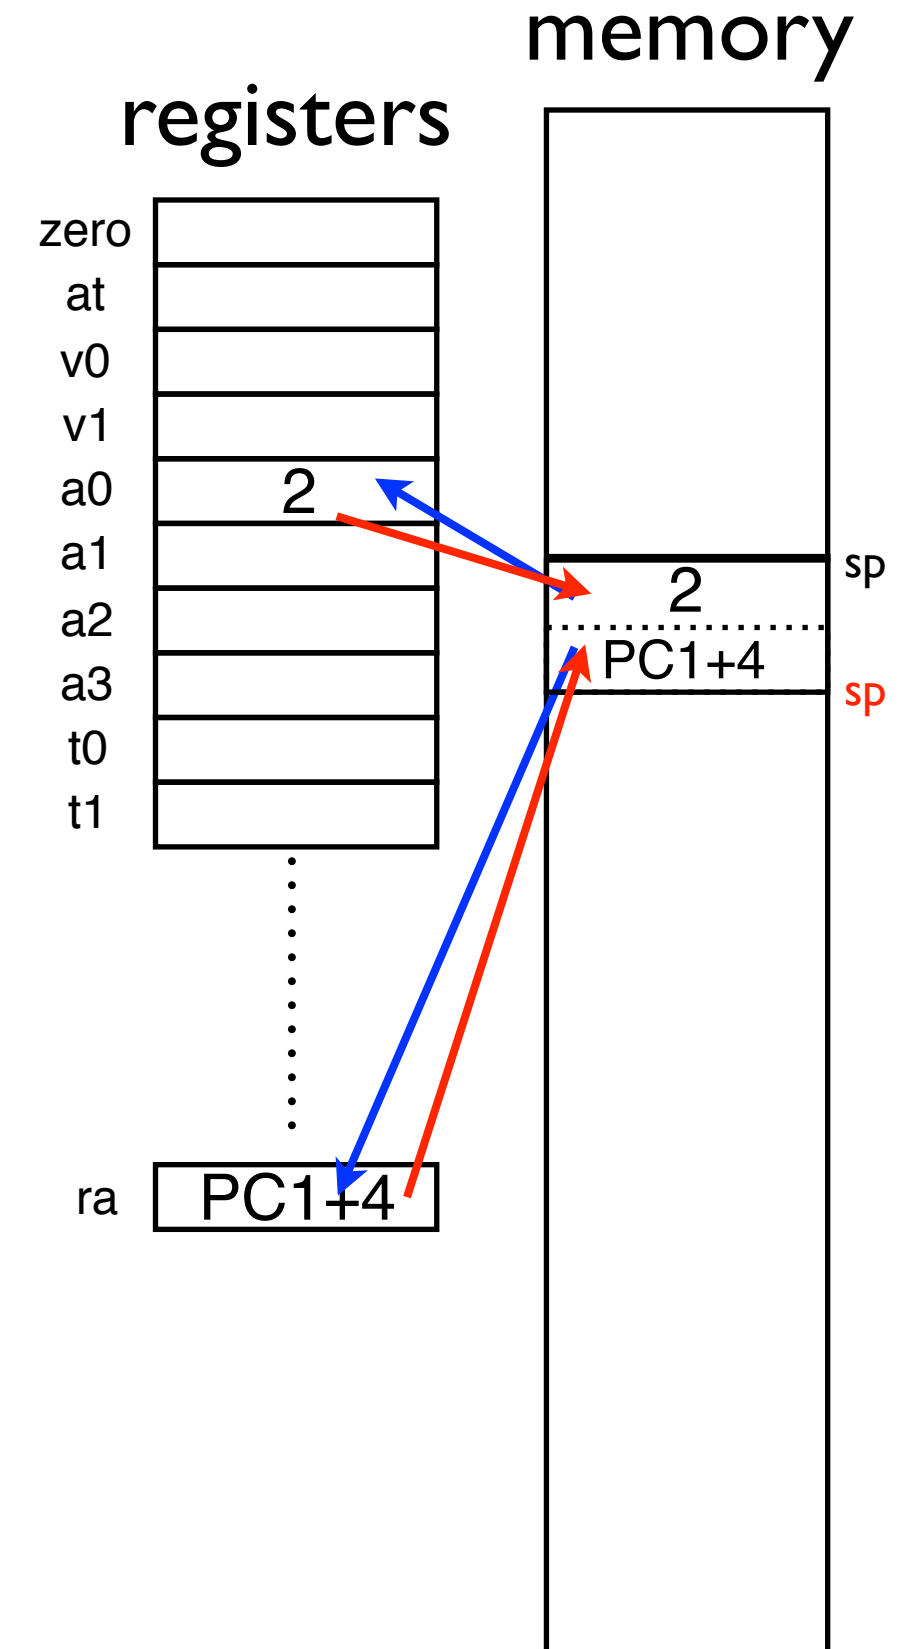 memory
registers
zero
at
v0
v1
a0 2
a1
a2
a3
t0
t1
ra PC1+4
sp
2
PC1+4
sp